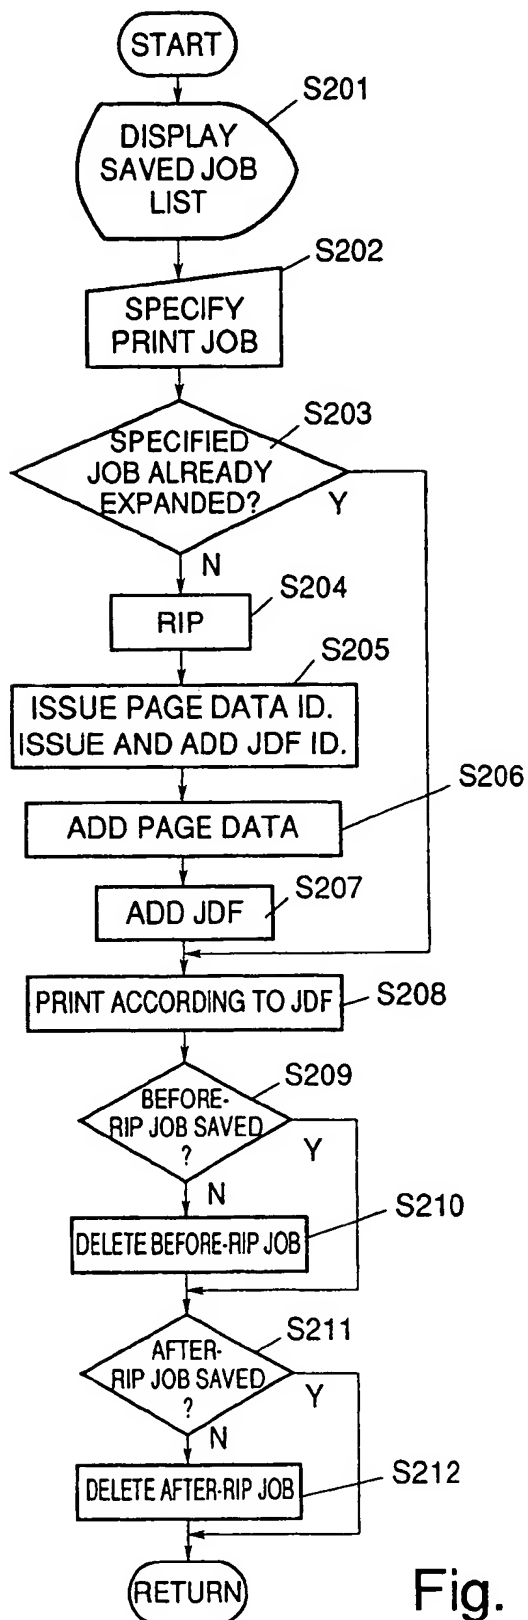 START
S201
DISPLAY
SAVED JOB
LIST
S202
SPECIFY
PRINT JOB
S203
SPECIFIED
JOB ALREADY
EXPANDED?
Y
N
S204
RIP
S205
ISSUE PAGE DATA ID.
ISSUE AND ADD JDF ID.
S206
ADD PAGE DATA
S207
ADD JDF
PRINT ACCORDING TO JDF
S208
S209
BEFORE-
RIP JOB SAVED
?
Y
N
S210
DELETE BEFORE-RIP JOB
S211
AFTER-
RIP JOB SAVED
?
Y
N
S212
DELETE AFTER-RIP JOB
RETURN
Fig.